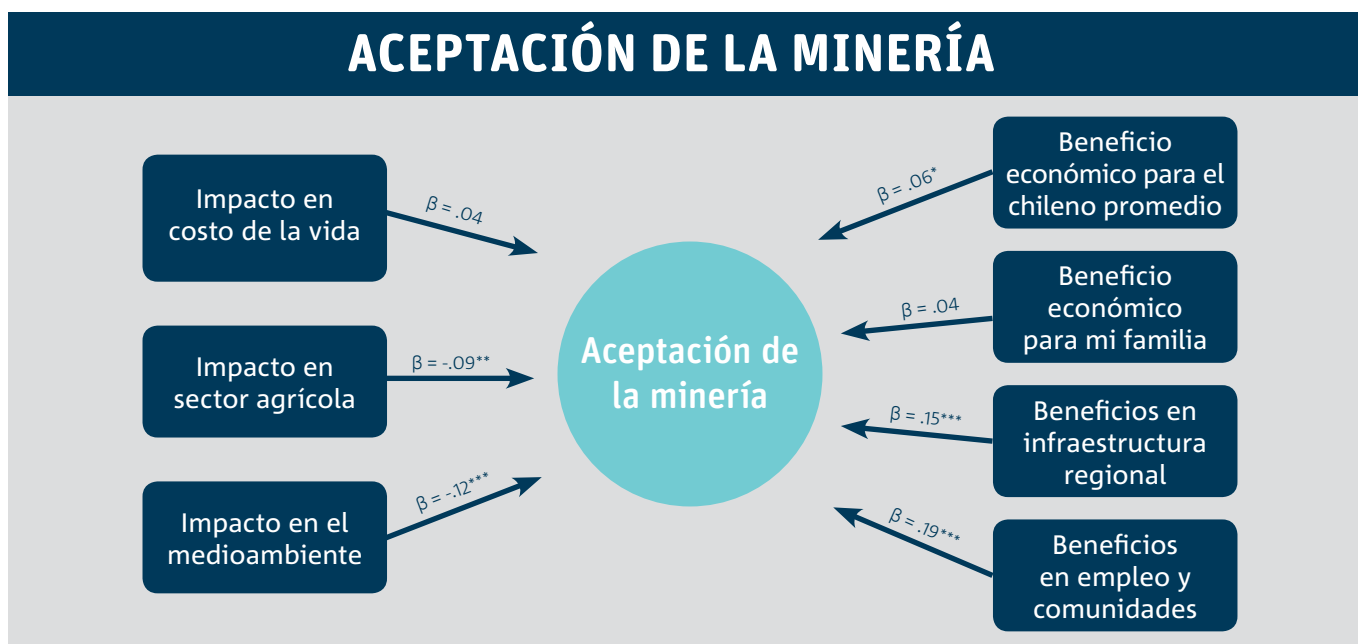 ACEPTACIÓN DE LA MINERÍA
Impacto en
costo de la vida
β = .04
Impacto en
sector agrícola
β = -.09**
Impacto en el
medioambiente
β = -.12***
Aceptación de
la minería
β = .06*
Beneficio
económico para el
chileno promedio
β = .04
Beneficio
económico
para mi familia
β = .15***
Beneficios en
infraestructura
regional
β = .19***
Beneficios
en empleo y
comunidades